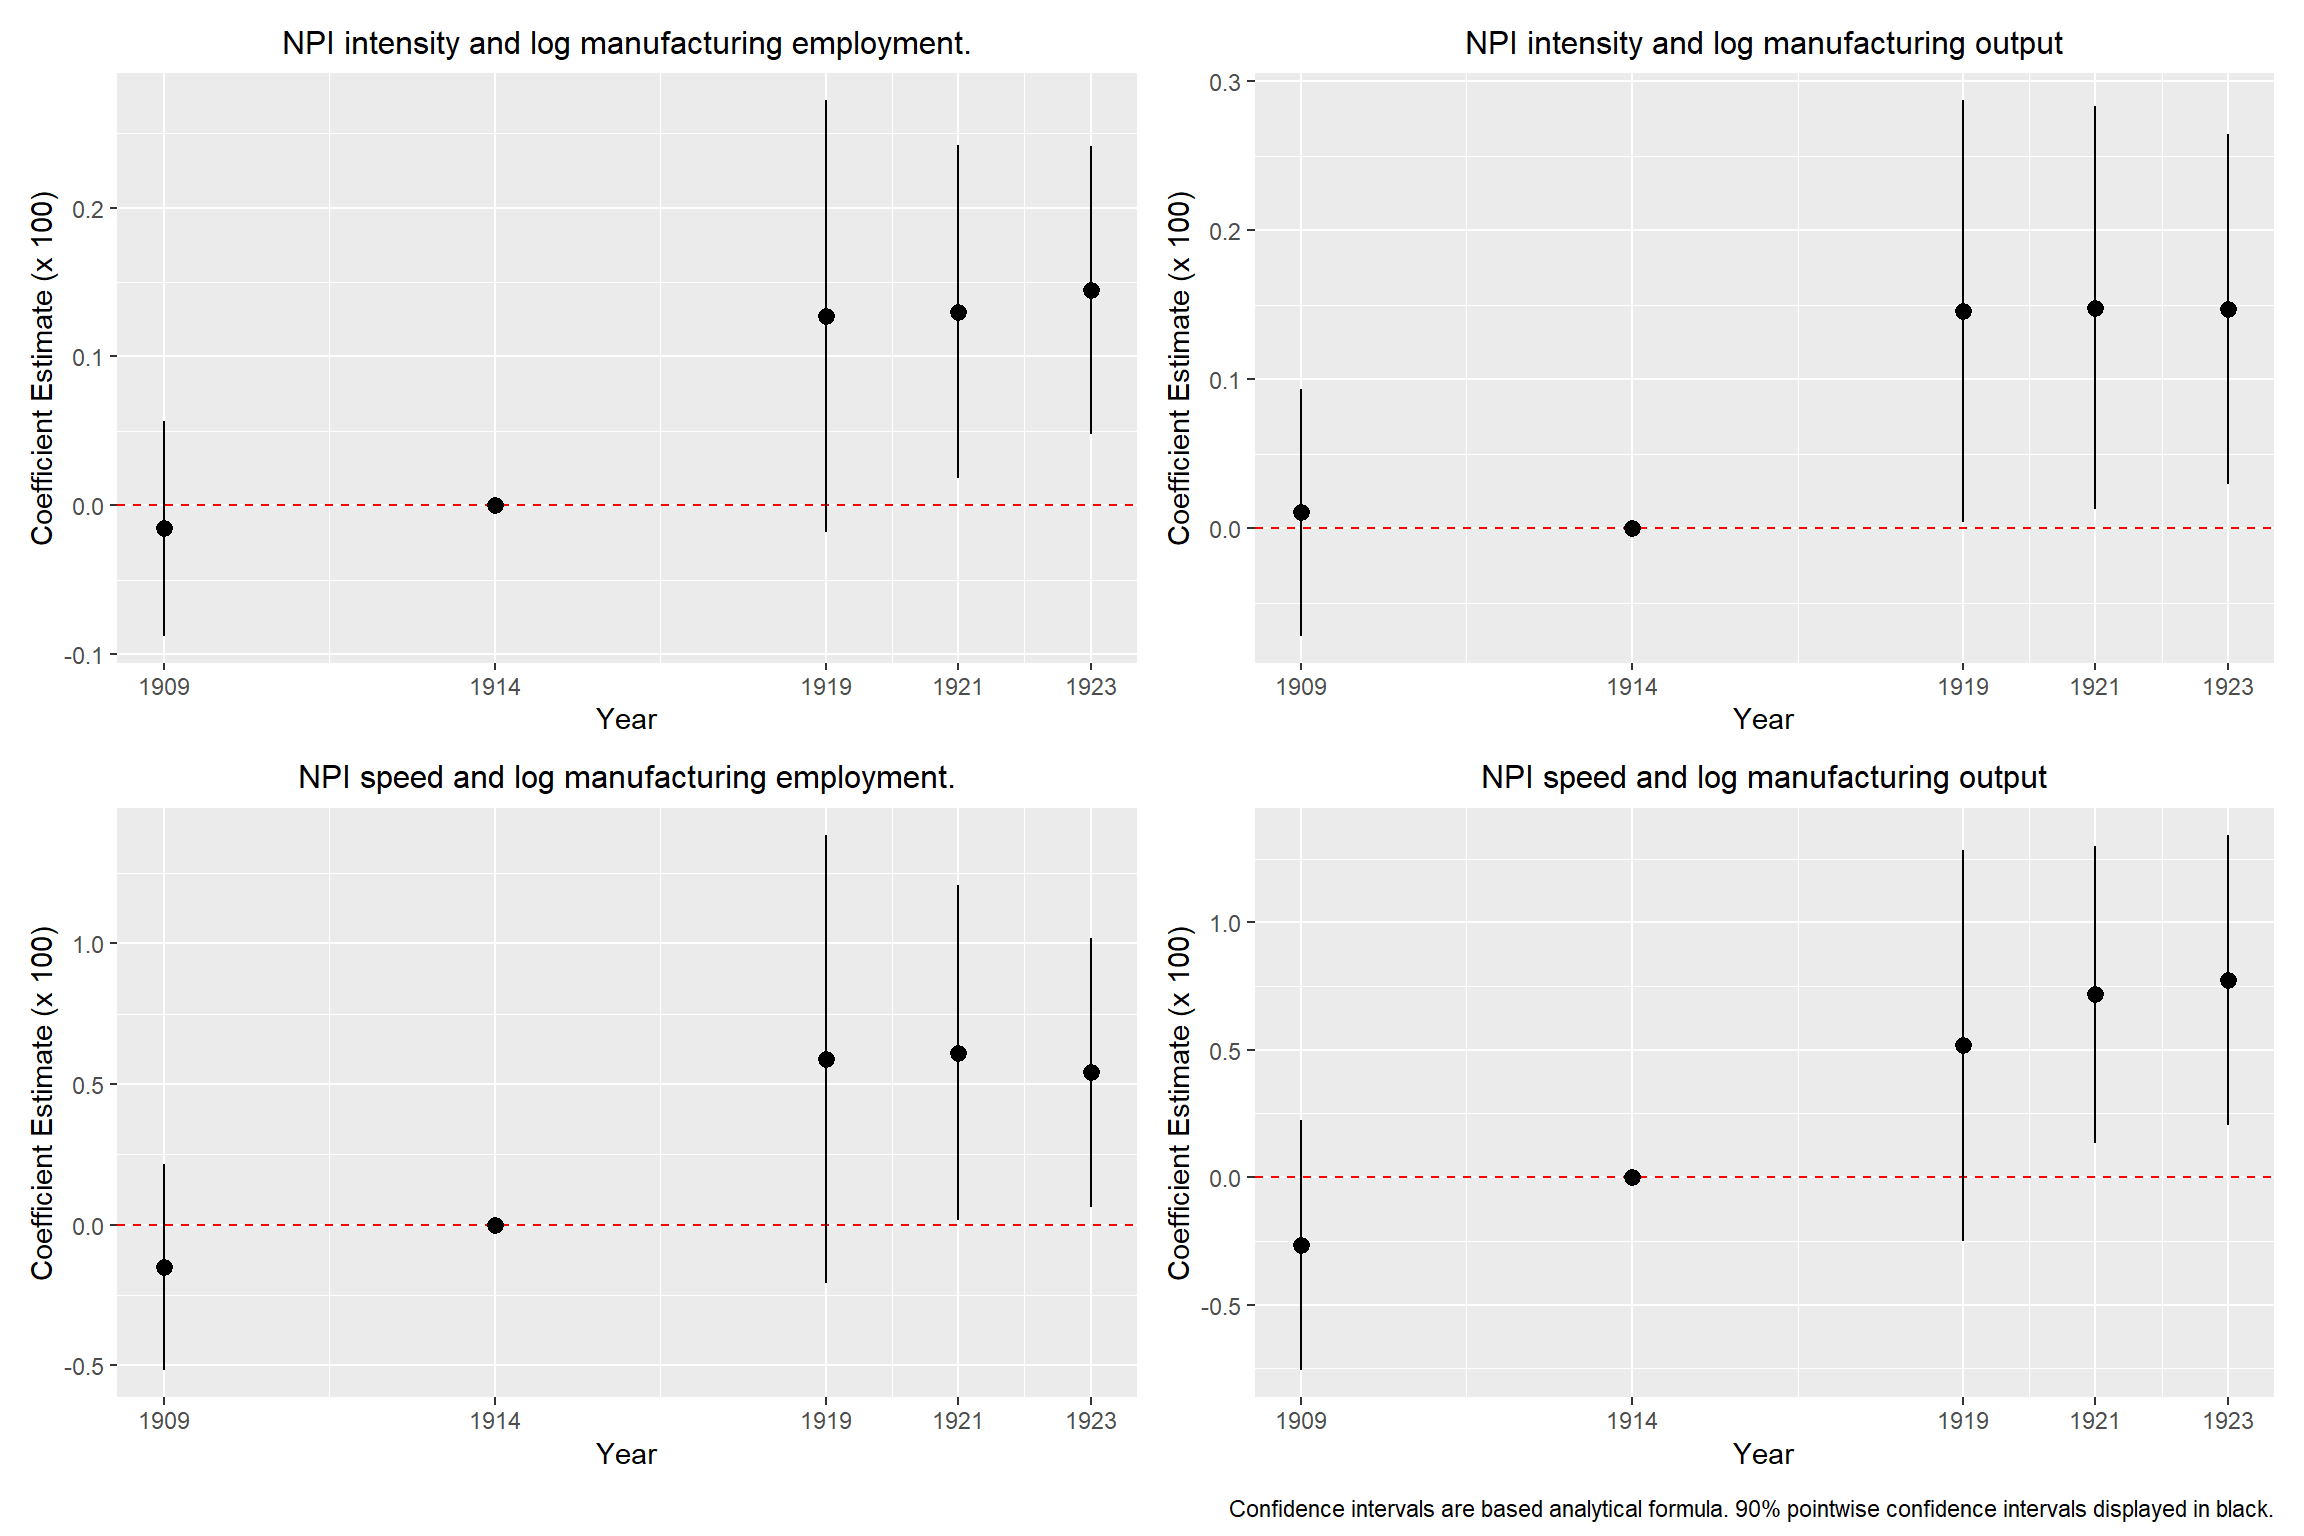 NPI intensity and log manufacturing employment.
Coefficient Estimate (x 100)
0.2
0.1
0.0
-0.1
1909 1914 1919 1921 1923
Year
NPI intensity and log manufacturing output
Coefficient Estimate (x 100)
0.3
0.2
0.1
0.0
1909 1914 1919 1921 1923
Year
NPI speed and log manufacturing employment.
Coefficient Estimate (x 100)
1.0
0.5
0.0
-0.5
1909 1914 1919 1921 1923
Year
NPI speed and log manufacturing output
Coefficient Estimate (x 100)
1.0
0.5
0.0
-0.5
1909 1914 1919 1921 1923
Year
Confidence intervals are based analytical formula. 90% pointwise confidence intervals displayed in black.